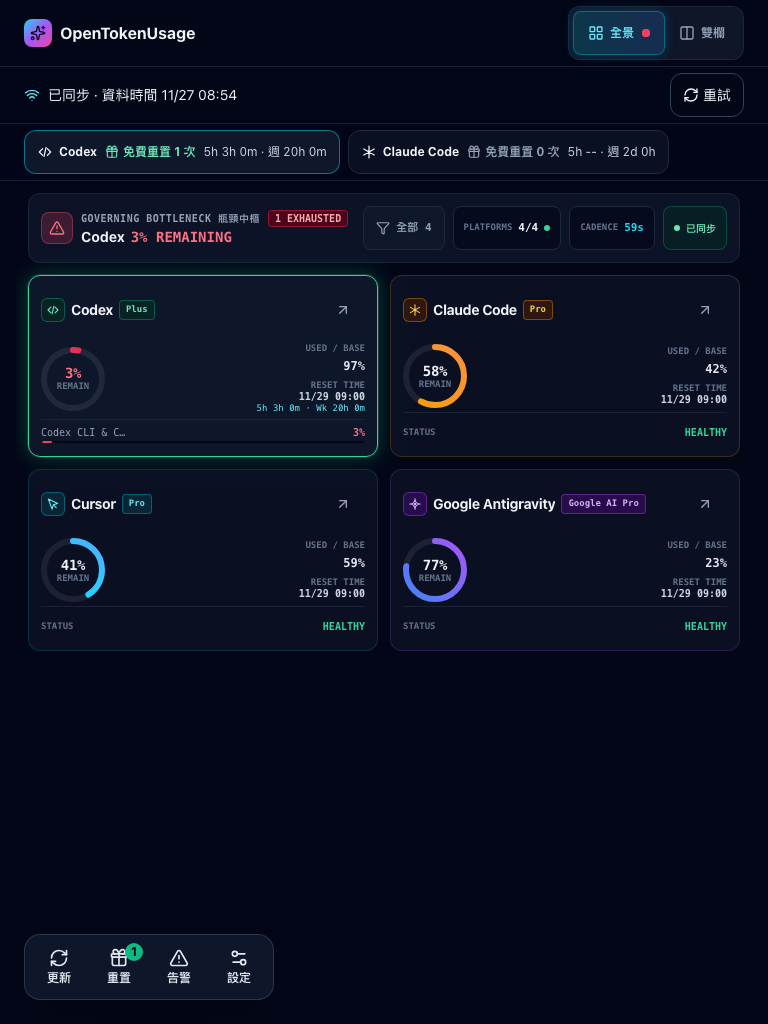 OpenTokenUsage
全景
雙欄
已同步 · 資料時間 11/27 08:54
重試
Codex 免費重置 1 次 5h 3h 0m · 週 20h 0m
Claude Code 免費重置 0 次 5h -- · 週 2d 0h
GOVERNING BOTTLENECK 瓶頸中樞 1 EXHAUSTED
Codex 3% REMAINING
全部 4
PLATFORMS 4/4
CADENCE 59s
已同步
Codex Plus
3%
REMAIN
USED / BASE
97%
RESET TIME
11/29 09:00
5h 3h 0m · Wk 20h 0m
Codex CLI & C… 3%
Claude Code Pro
58%
REMAIN
USED / BASE
42%
RESET TIME
11/29 09:00
STATUS HEALTHY
Cursor Pro
41%
REMAIN
USED / BASE
59%
RESET TIME
11/29 09:00
STATUS HEALTHY
Google Antigravity Google AI Pro
77%
REMAIN
USED / BASE
23%
RESET TIME
11/29 09:00
STATUS HEALTHY
更新
1
重置
告警
設定